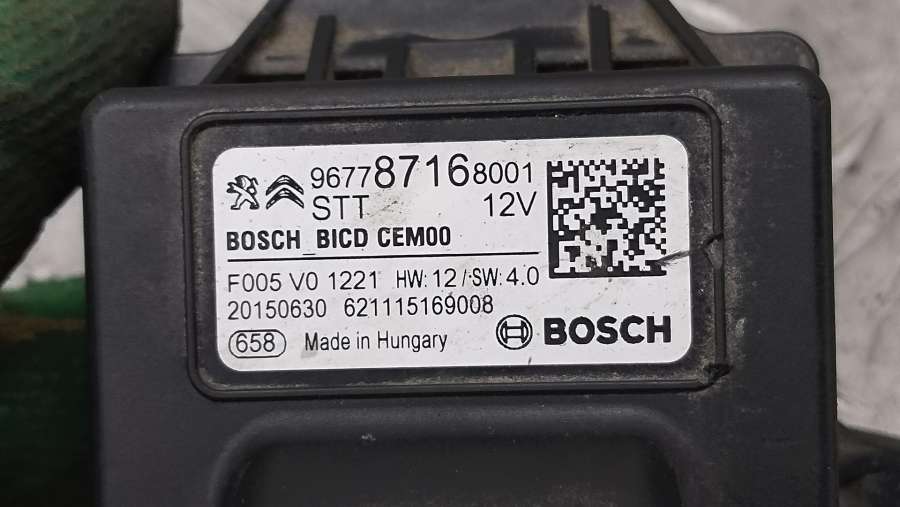 96778716 8001
STT 12V
BOSCH_BICD CEM00
F005 V0 1221 HW: 12 / SW: 4.0
20150630 621115169008
658 Made in Hungary BOSCH